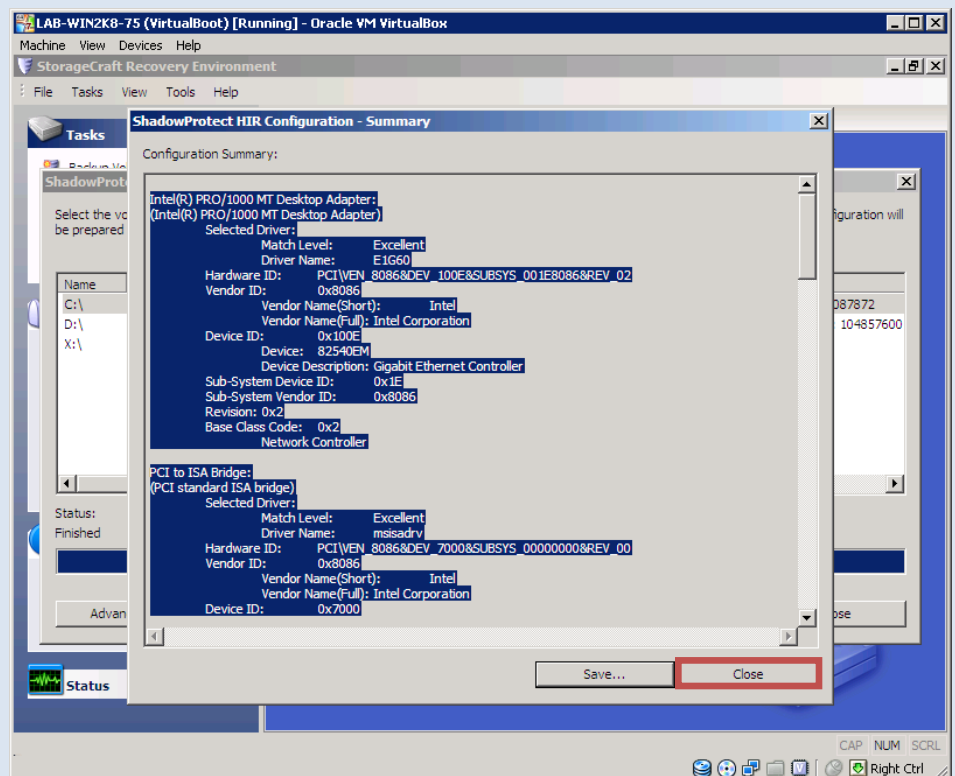 LAB-WIN2K8-75 (VirtualBoot) [Running] - Oracle VM VirtualBox
Machine View Devices Help
StorageCraft Recovery Environment
File Tasks View Tools Help
Tasks
ShadowProtect HIR Configuration - Summary
Configuration Summary:
Intel(R) PRO/1000 MT Desktop Adapter:
(Intel(R) PRO/1000 MT Desktop Adapter)
Selected Driver:
Match Level: Excellent
Driver Name: E1G60
Hardware ID: PCI\VEN_8086&DEV_100E&SUBSYS_001E8086&REV_02
Vendor ID: 0x8086
Vendor Name(Short): Intel
Vendor Name(Full): Intel Corporation
Device ID: 0x100E
Device: 82540EM
Device Description: Gigabit Ethernet Controller
Sub-System Device ID: 0x1E
Sub-System Vendor ID: 0x8086
Revision: 0x2
Base Class Code: 0x2
Network Controller
PCI to ISA Bridge:
(PCI standard ISA bridge)
Selected Driver:
Match Level: Excellent
Driver Name: msisadrv
Hardware ID: PCI\VEN_8086&DEV_7000&SUBSYS_00000000&REV_00
Vendor ID: 0x8086
Vendor Name(Short): Intel
Vendor Name(Full): Intel Corporation
Device ID: 0x7000
Save... Close
ShadowProt
Select the vo
be prepared
iguration will
Name
C:\ 087872
D:\ 104857600
X:\
Status:
Finished
Advan ose
Status
CAP NUM SCRL
Right Ctrl